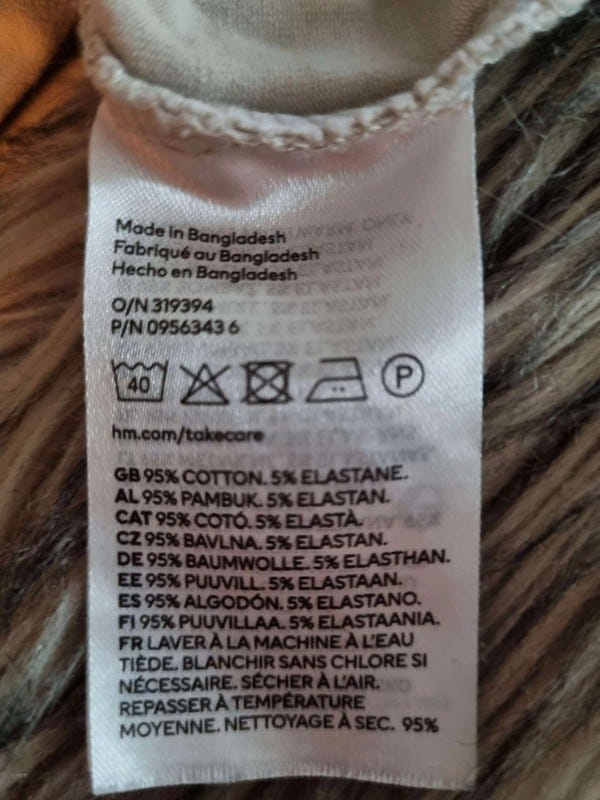 Made in Bangladesh
Fabriqué au Bangladesh
Hecho en Bangladesh
O/N 319394
P/N 0956343 6
40
P
hm.com/takecare
GB 95% COTTON. 5% ELASTANE.
AL 95% PAMBUK. 5% ELASTAN.
CAT 95% COTÓ. 5% ELASTÀ.
CZ 95% BAVLNA. 5% ELASTAN.
DE 95% BAUMWOLLE. 5% ELASTHAN.
EE 95% PUUVILL. 5% ELASTAAN.
ES 95% ALGODÓN. 5% ELASTANO.
FI 95% PUUVILLAA. 5% ELASTAANIA.
FR LAVER À LA MACHINE À L'EAU
TIÈDE. BLANCHIR SANS CHLORE SI
NÉCESSAIRE. SÉCHER À L'AIR.
REPASSER À TEMPÉRATURE
MOYENNE. NETTOYAGE À SEC. 95%